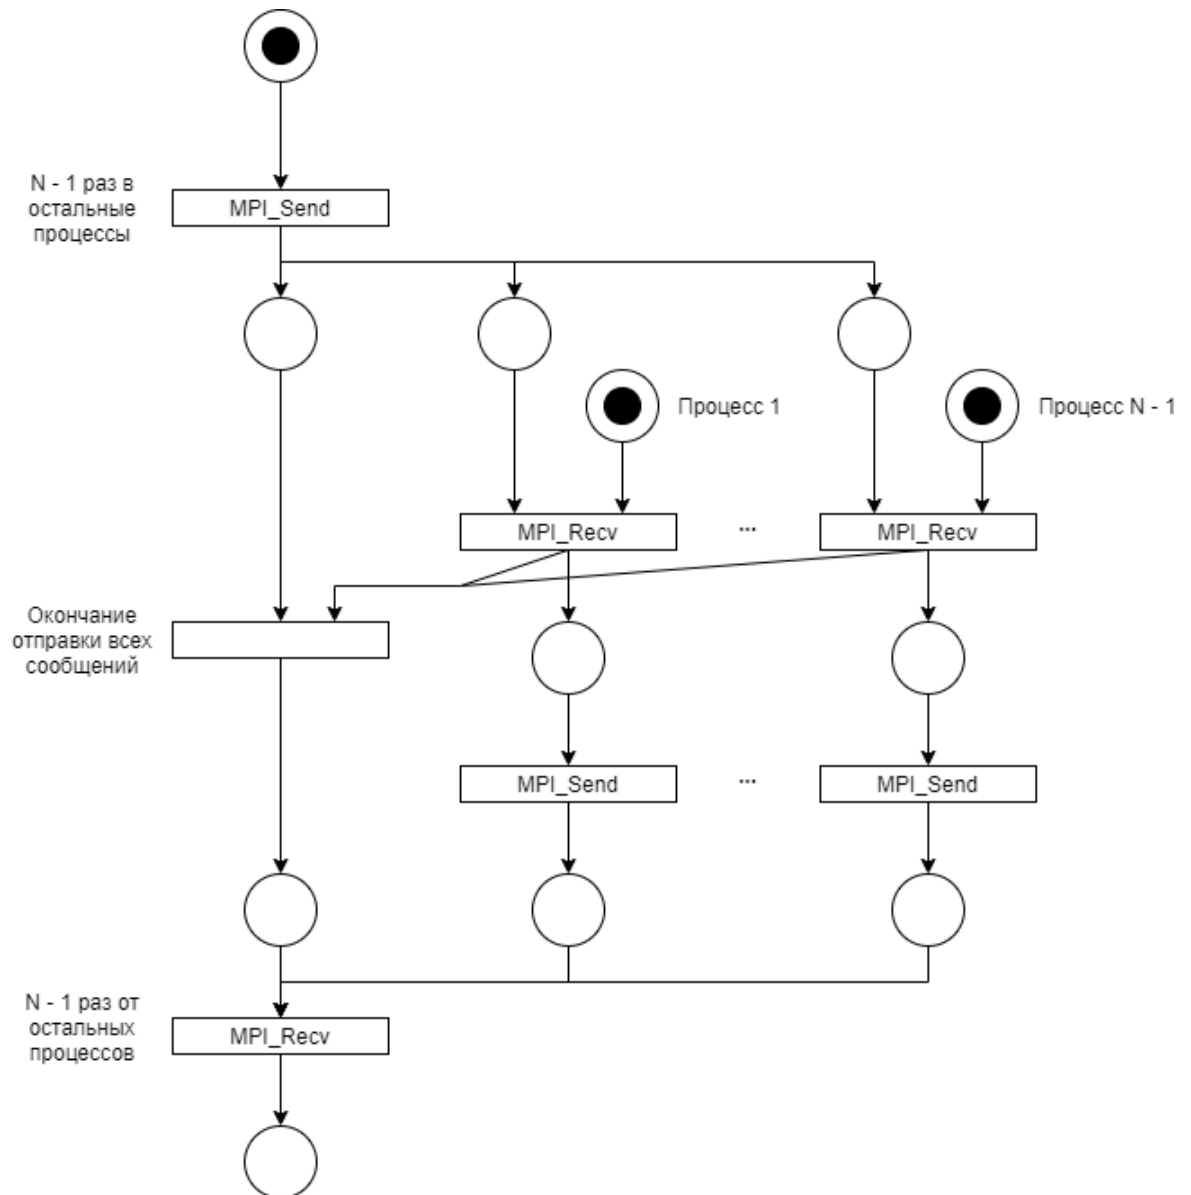 N - 1 раз в
остальные
процессы
MPI_Send
Процесс 1
Процесс N - 1
MPI_Recv
...
MPI_Recv
Окончание
отправки всех
сообщений
MPI_Send
...
MPI_Send
N - 1 раз от
остальных
процессов
MPI_Recv